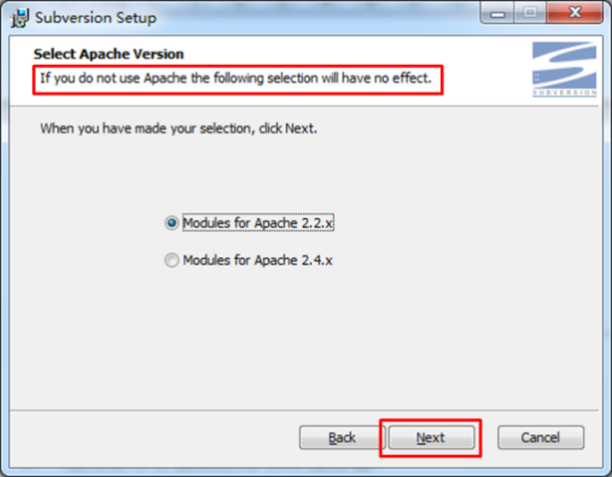 Subversion Setup
Select Apache Version
If you do not use Apache the following selection will have no effect.
SUBVERSION
When you have made your selection, click Next.
Modules for Apache 2.2.x
Modules for Apache 2.4.x
Back
Next
Cancel